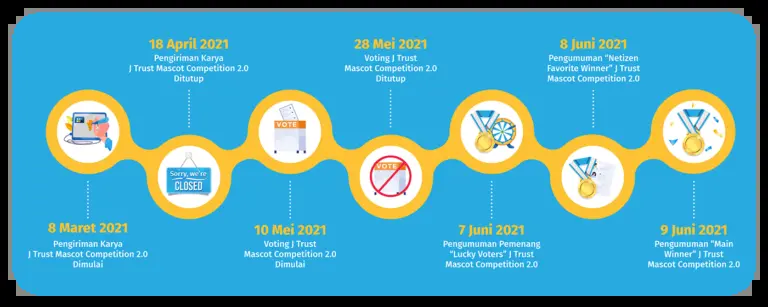 18 April 2021
Pengiriman Karya
J Trust Mascot Competition 2.0
Ditutup
28 Mei 2021
Voting J Trust
Mascot Competition 2.0
Ditutup
8 Juni 2021
Pengumuman “Netizen
Favorite Winner” J Trust
Mascot Competition 2.0
VOTE
VOTE
Sorry, we're
CLOSED
8 Maret 2021
Pengiriman Karya
J Trust Mascot Competition 2.0
Dimulai
10 Mei 2021
Voting J Trust
Mascot Competition 2.0
Dimulai
7 Juni 2021
Pengumuman Pemenang
“Lucky Voters” J Trust
Mascot Competition 2.0
9 Juni 2021
Pengumuman “Main
Winner” J Trust
Mascot Competition 2.0